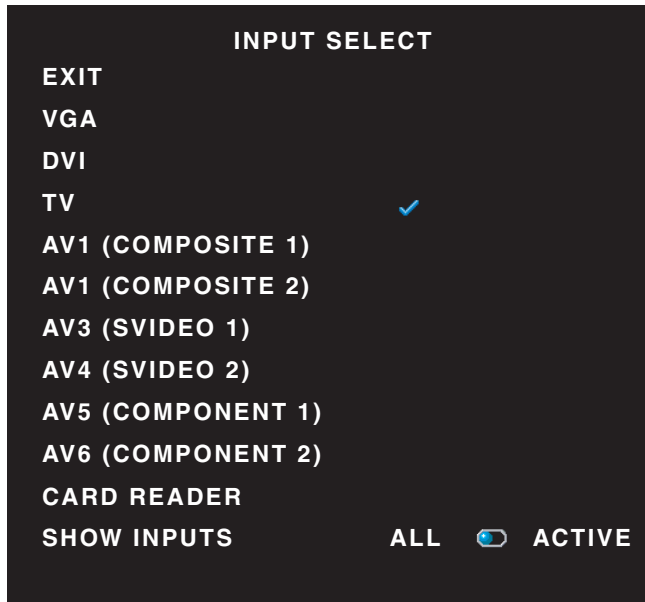 INPUT SELECT
EXIT
VGA
DVI
TV
AV1 (COMPOSITE 1)
AV1 (COMPOSITE 2)
AV3 (SVIDEO 1)
AV4 (SVIDEO 2)
AV5 (COMPONENT 1)
AV6 (COMPONENT 2)
CARD READER
SHOW INPUTS ALL ACTIVE